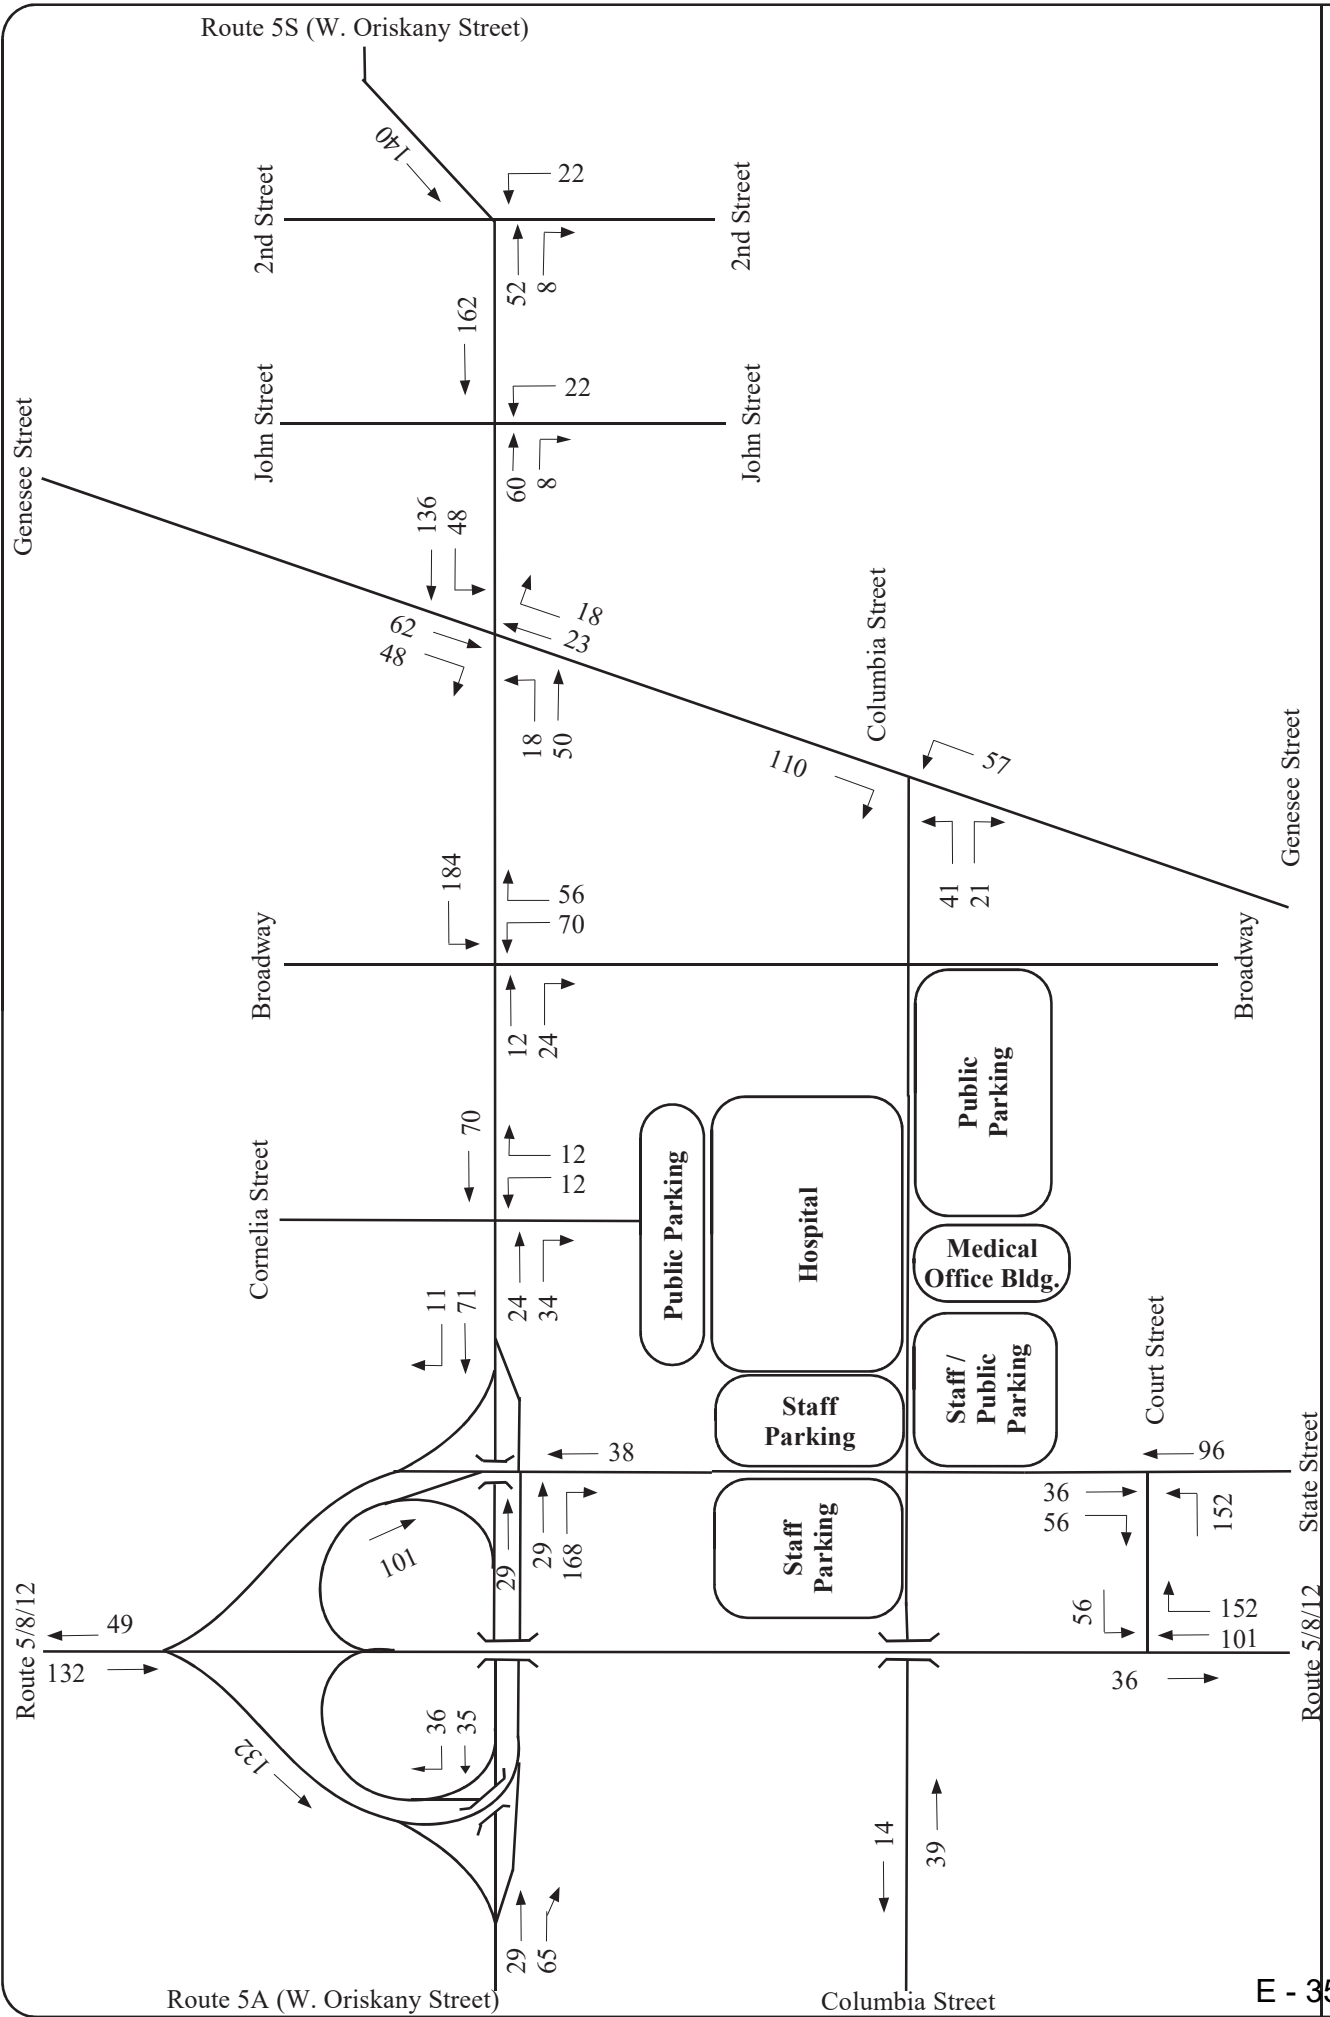 Route 5S (W. Oriskany Street)
140
22
2nd Street
2nd Street
52
8
162
John Street
22
John Street
60
8
Genesee Street
136
48
62
48
18
23
18
50
Columbia Street
110
57
41
21
Genesee Street
184
56
70
Broadway
Broadway
12
24
70
12
12
Cornelia Street
24
34
Public Parking
Hospital
Public
Parking
Medical
Office Bldg.
Staff /
Public
Parking
Staff
Parking
Staff
Parking
11
71
38
Court Street
96
State Street
36
56
152
101
29
29
168
Route 5/8/12
49
132
56
152
101
36
Route 5/8/12
132
36
35
14
39
29
65
Route 5A (W. Oriskany Street)
Columbia Street
E - 35